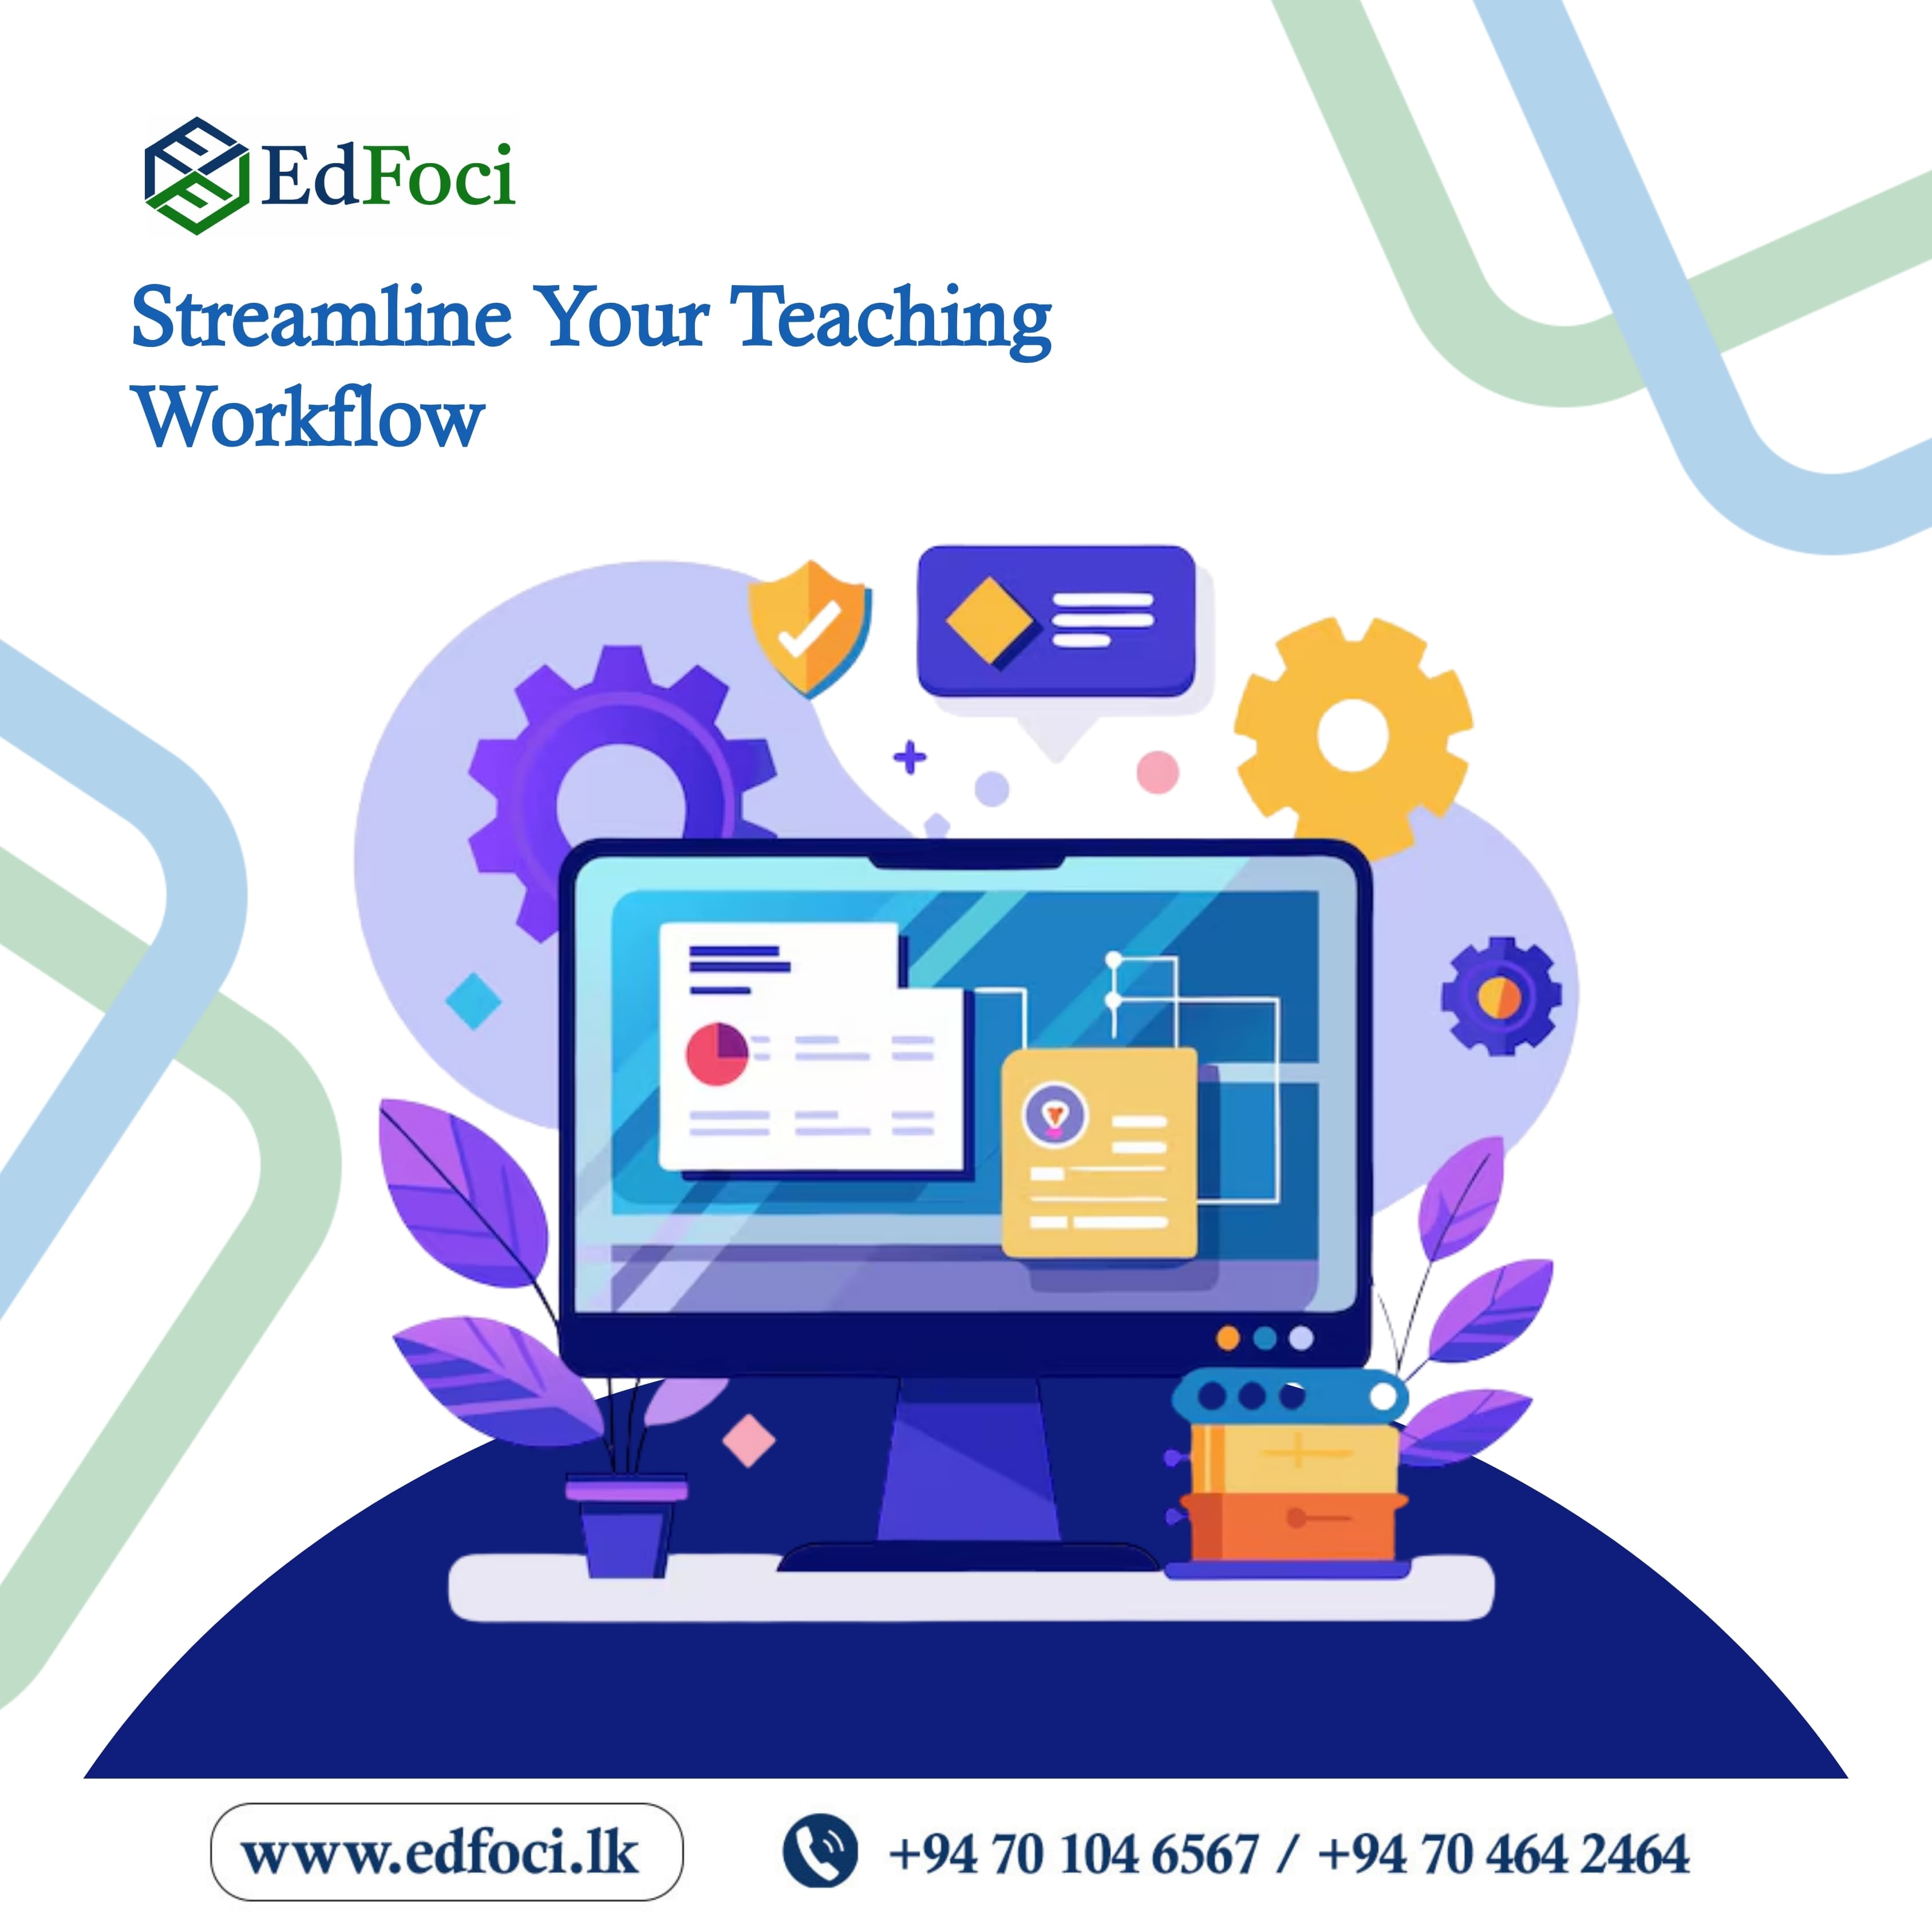 EdFoci
Streamline Your Teaching
Workflow
www.edfoci.lk
+94 70 104 6567 / +94 70 464 2464